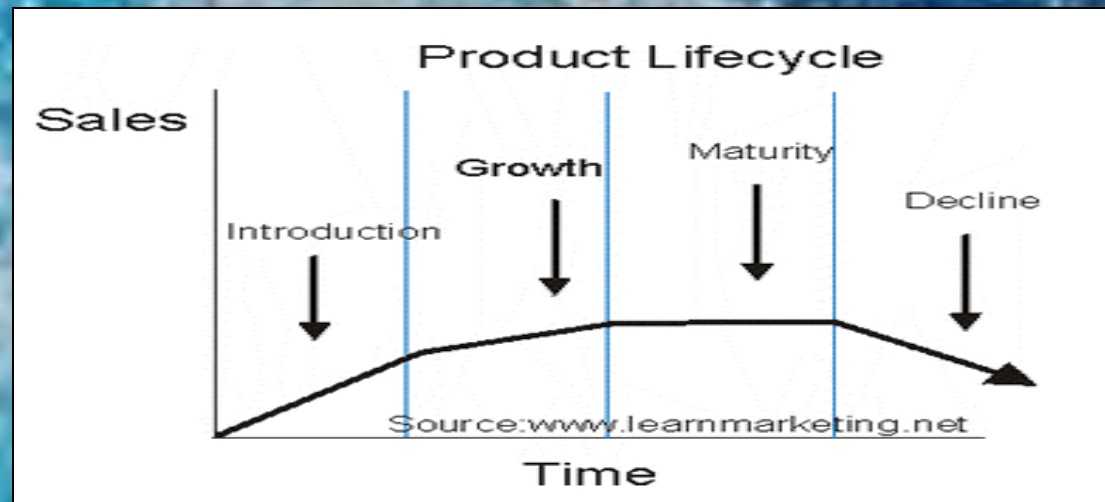 Product Lifecycle
Sales
Growth
Maturity
Introduction
Decline
Source:www.learnmarketing.net
Time